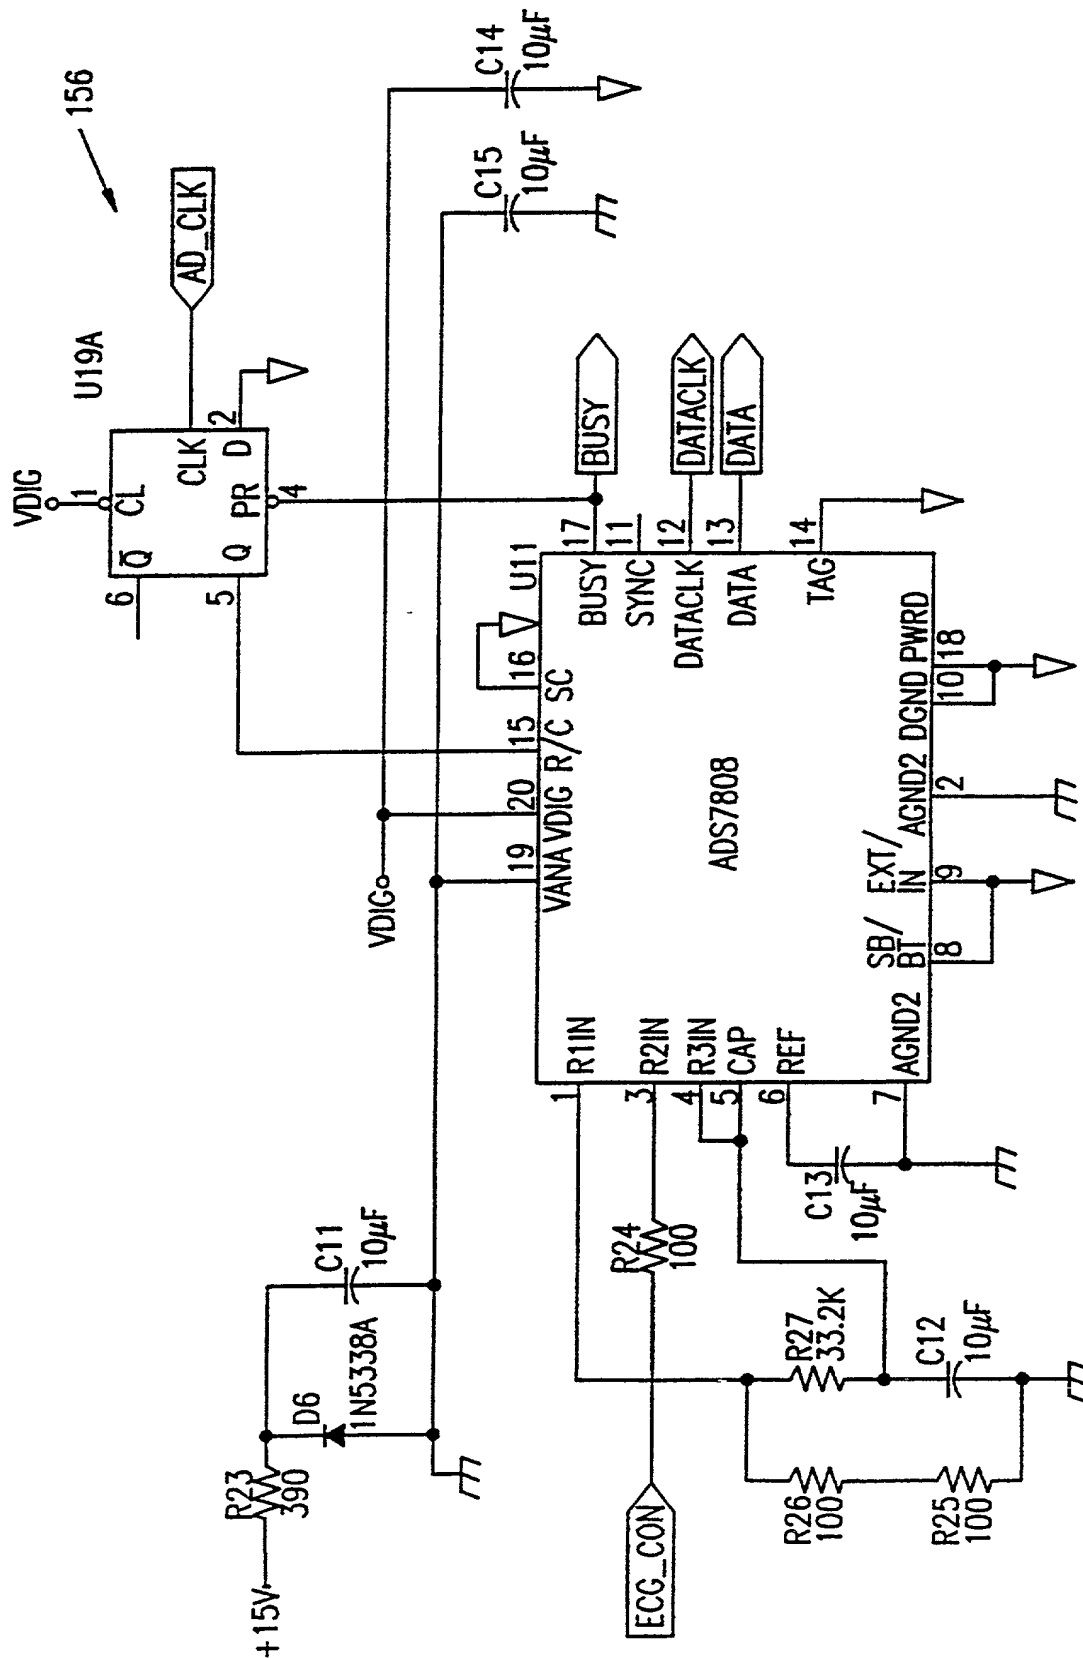 156
AD_CLK
U19A
VDIG
1
CL
CLK
2
D
PR
4
Q
6
Q
5
C14
10µF
C15
10µF
BUSY
DATACLK
DATA
17
11
12
13
14
U11
BUSY
SYNC
DATACLK
DATA
TAG
16
SC
15
R/C
20
VDIG
19
VANA
VDIG
ADS7808
PWRD
18
DGND
10
AGND2
2
EXT/
IN
9
SB/
BT
8
R1IN
1
R2IN
3
R3IN
4
CAP
5
REF
6
AGND2
7
C11
10µF
D6
1N5338A
R23
390
+15V
R24
100
C13
10µF
R27
33.2K
C12
10µF
R26
100
R25
100
ECG_CON